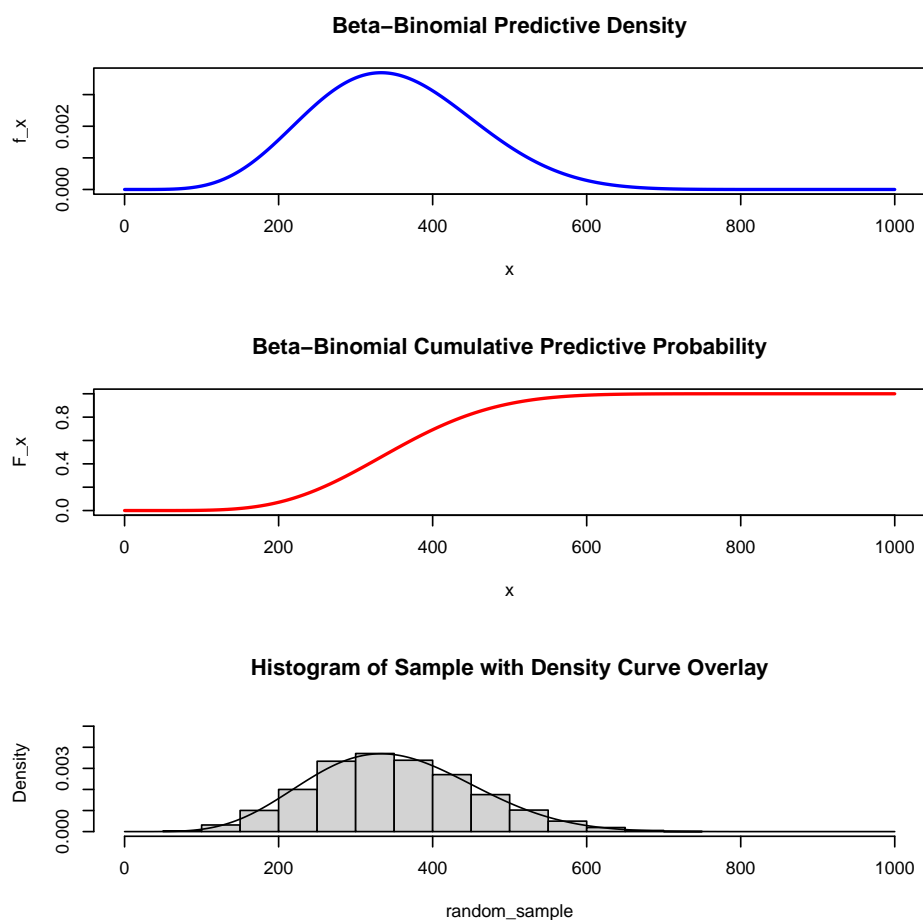 Beta−Binomial Predictive Density
f_x
0.000
0.002
0
200
400
600
800
1000
x
Beta−Binomial Cumulative Predictive Probability
F_x
0.0
0.4
0.8
0
200
400
600
800
1000
x
Histogram of Sample with Density Curve Overlay
Density
0.000
0.003
0
200
400
600
800
1000
random_sample